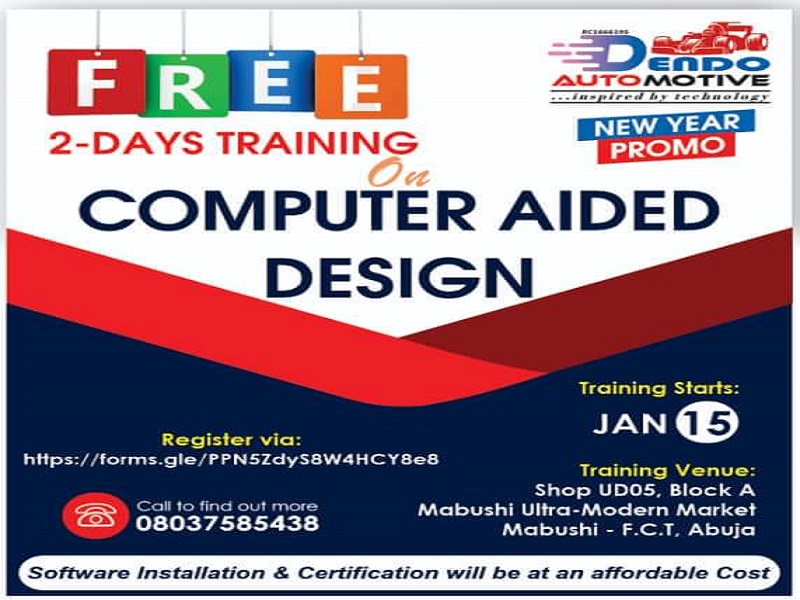 FREE
2-DAYS TRAINING
On
COMPUTER AIDED
DESIGN
RC1666195
DENDO
AUTOMOTIVE
...inspired by technology
NEW YEAR
PROMO
Register via:
https://forms.gle/PPN5ZdyS8W4HCY8e8
Call to find out more
08037585438
Training Starts:
JAN 15
Training Venue:
Shop UD05, Block A
Mabushi Ultra-Modern Market
Mabushi - F.C.T, Abuja
Software Installation & Certification will be at an affordable Cost